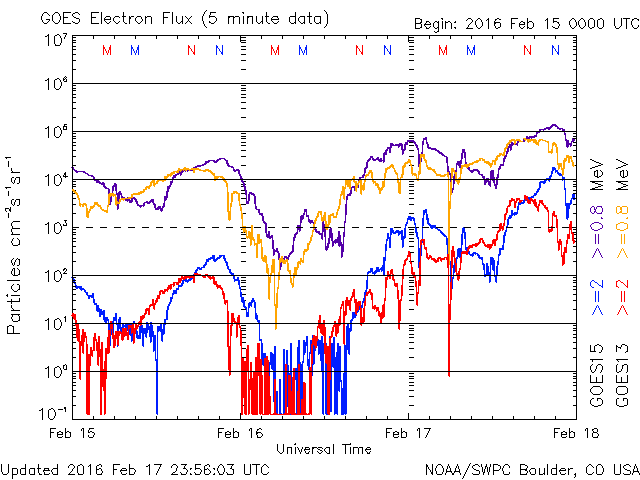 GOES Electron Flux (5 minute data)
Begin: 2016 Feb 15 0000 UTC
M M N N M M N N M M N N
10⁷
10⁶
10⁵
10⁴
10³
10²
10¹
10⁰
10⁻¹
Particles cm⁻²s⁻¹sr⁻¹
Feb 15 Feb 16 Feb 17 Feb 18
Universal Time
GOES15 >=2 >=0.8 MeV
GOES13 >=2 >=0.8 MeV
Updated 2016 Feb 17 23:56:03 UTC
NOAA/SWPC Boulder, CO USA